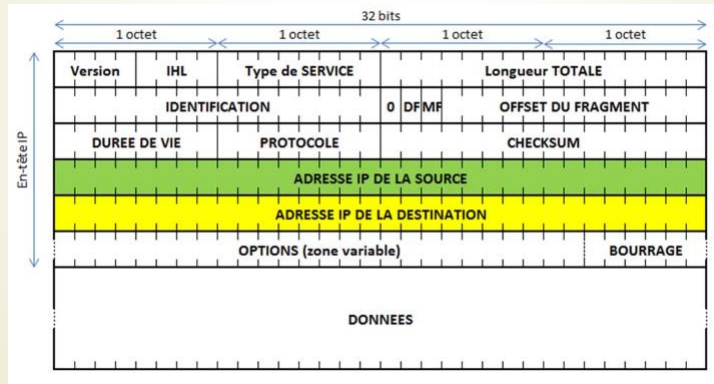 32 bits
1 octet 1 octet 1 octet 1 octet
Version IHL Type de SERVICE Longueur TOTALE
IDENTIFICATION 0 DF MF OFFSET DU FRAGMENT
DUREE DE VIE PROTOCOLE CHECKSUM
En-tête IP
ADRESSE IP DE LA SOURCE
ADRESSE IP DE LA DESTINATION
OPTIONS (zone variable) BOURRAGE
DONNEES